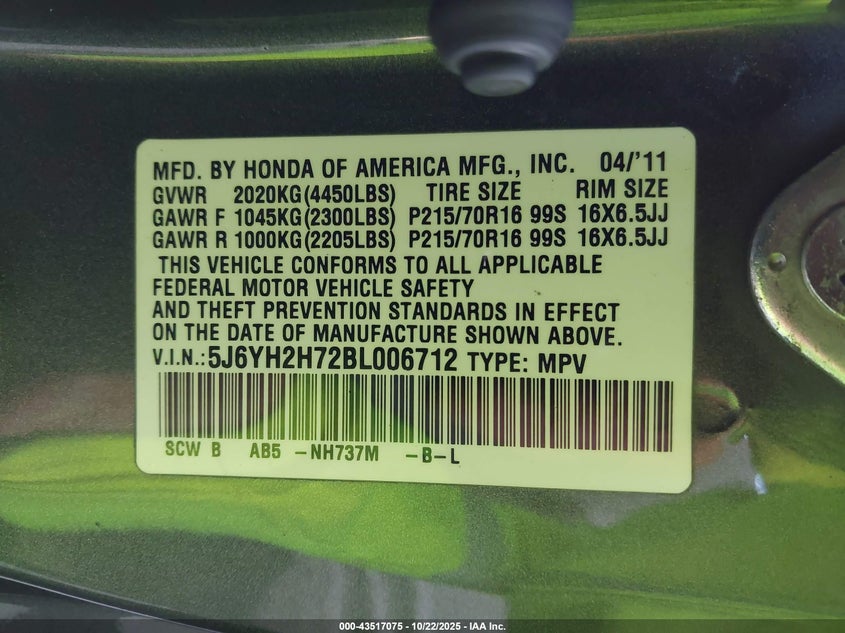 MFD. BY HONDA OF AMERICA MFG., INC. 04/'11
GVWR 2020KG(4450LBS) TIRE SIZE RIM SIZE
GAWR F 1045KG(2300LBS) P215/70R16 99S 16X6.5JJ
GAWR R 1000KG(2205LBS) P215/70R16 99S 16X6.5JJ
THIS VEHICLE CONFORMS TO ALL APPLICABLE
FEDERAL MOTOR VEHICLE SAFETY
AND THEFT PREVENTION STANDARDS IN EFFECT
ON THE DATE OF MANUFACTURE SHOWN ABOVE.
V.I.N.:5J6YH2H72BL006712 TYPE: MPV
SCW B AB5 -NH737M -B-L
000-43517075 - 10/22/2025 - IAA Inc.